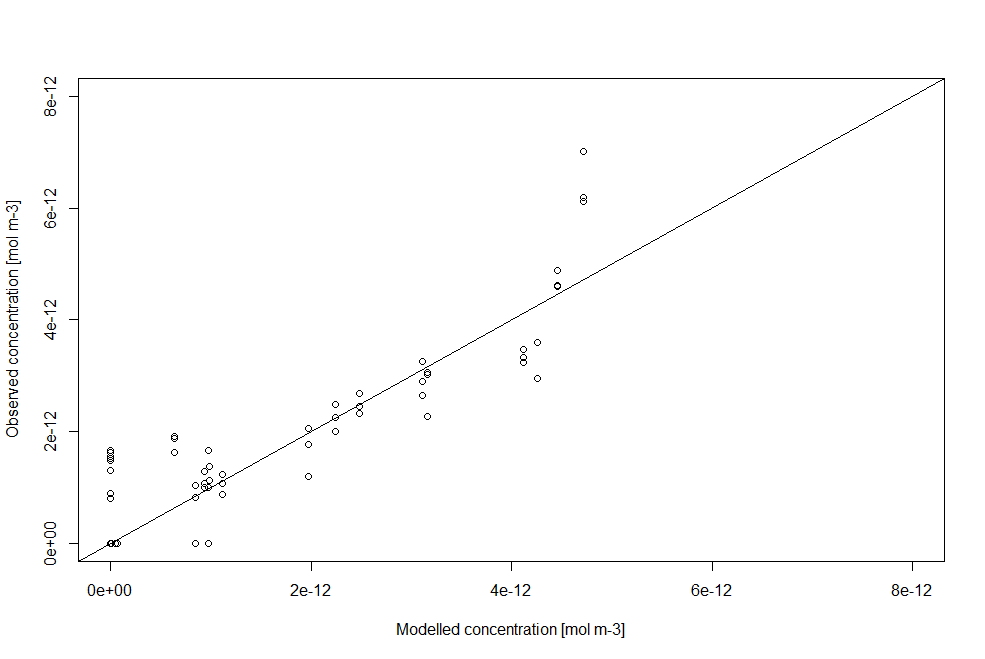 8e-12
6e-12
4e-12
2e-12
0e+00
Observed concentration [mol m-3]
0e+00
2e-12
4e-12
6e-12
8e-12
Modelled concentration [mol m-3]